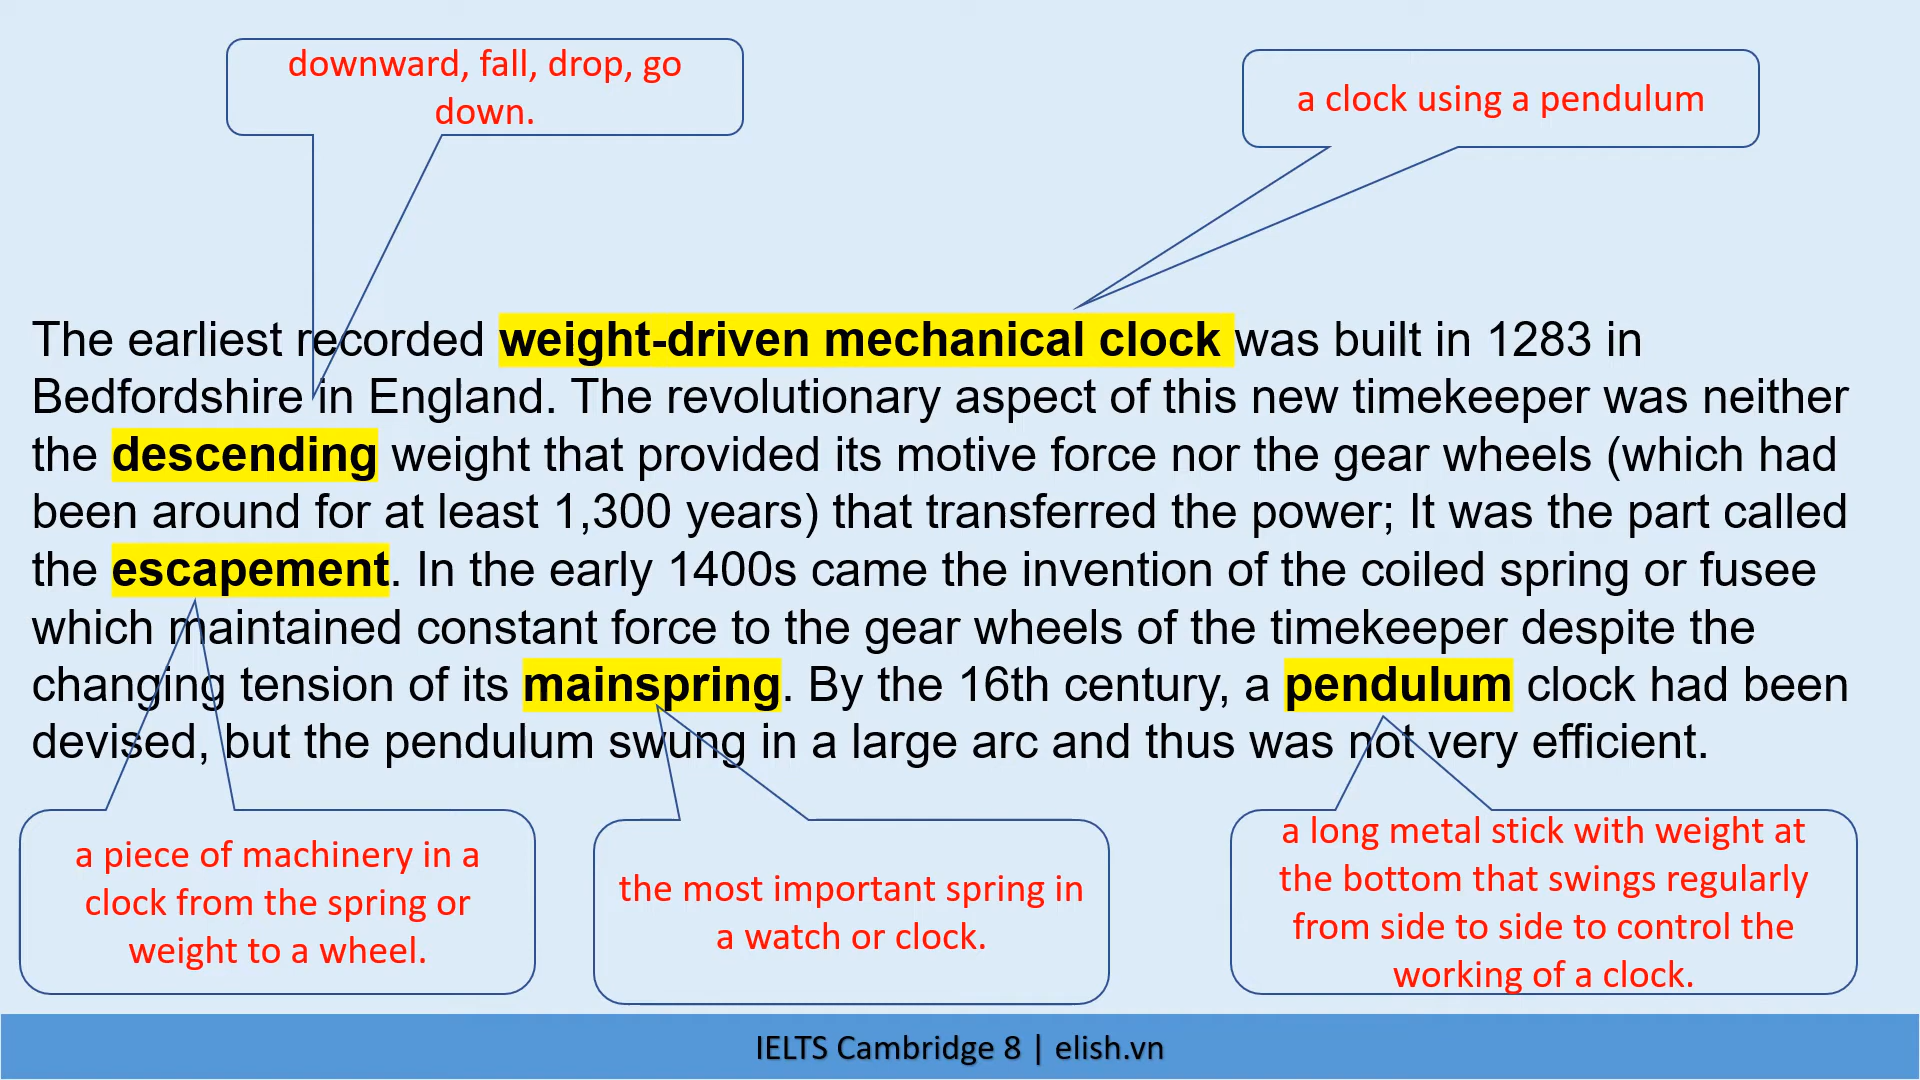 downward, fall, drop, go
down.
a clock using a pendulum
The earliest recorded weight-driven mechanical clock was built in 1283 in
Bedfordshire in England. The revolutionary aspect of this new timekeeper was neither
the descending weight that provided its motive force nor the gear wheels (which had
been around for at least 1,300 years) that transferred the power; It was the part called
the escapement. In the early 1400s came the invention of the coiled spring or fusee
which maintained constant force to the gear wheels of the timekeeper despite the
changing tension of its mainspring. By the 16th century, a pendulum clock had been
devised, but the pendulum swung in a large arc and thus was not very efficient.
a piece of machinery in a
clock from the spring or
weight to a wheel.
the most important spring in
a watch or clock.
a long metal stick with weight at
the bottom that swings regularly
from side to side to control the
working of a clock.
IELTS Cambridge 8 | elish.vn